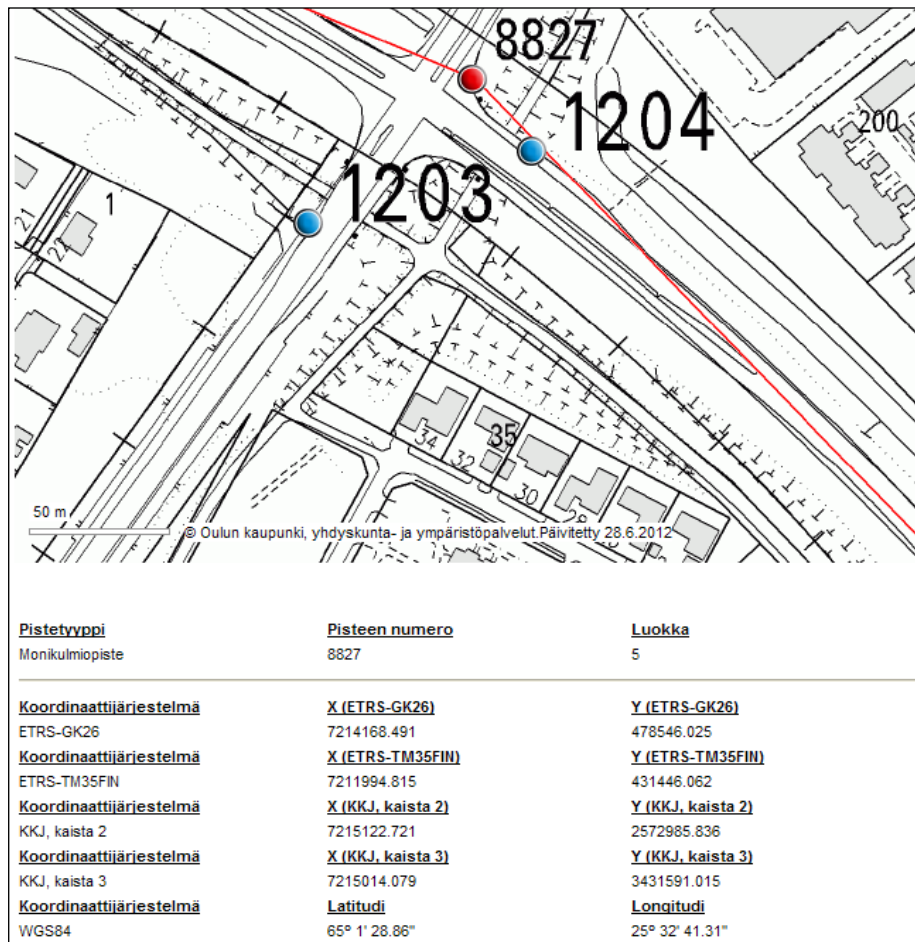 8827
1204
200
1203
1
21
21
34
35
32
30
50 m
© Oulun kaupunki, yhdyskunta- ja ympäristöpalvelut.Päivitetty 28.6.2012
Pistetyyppi Pisteen numero Luokka
Monikulmiopiste 8827 5
Koordinaattijärjestelmä X (ETRS-GK26) Y (ETRS-GK26)
ETRS-GK26 7214168.491 478546.025
Koordinaattijärjestelmä X (ETRS-TM35FIN) Y (ETRS-TM35FIN)
ETRS-TM35FIN 7211994.815 431446.062
Koordinaattijärjestelmä X (KKJ, kaista 2) Y (KKJ, kaista 2)
KKJ, kaista 2 7215122.721 2572985.836
Koordinaattijärjestelmä X (KKJ, kaista 3) Y (KKJ, kaista 3)
KKJ, kaista 3 7215014.079 3431591.015
Koordinaattijärjestelmä Latitudi Longitudi
WGS84 65º 1' 28.86" 25º 32' 41.31"